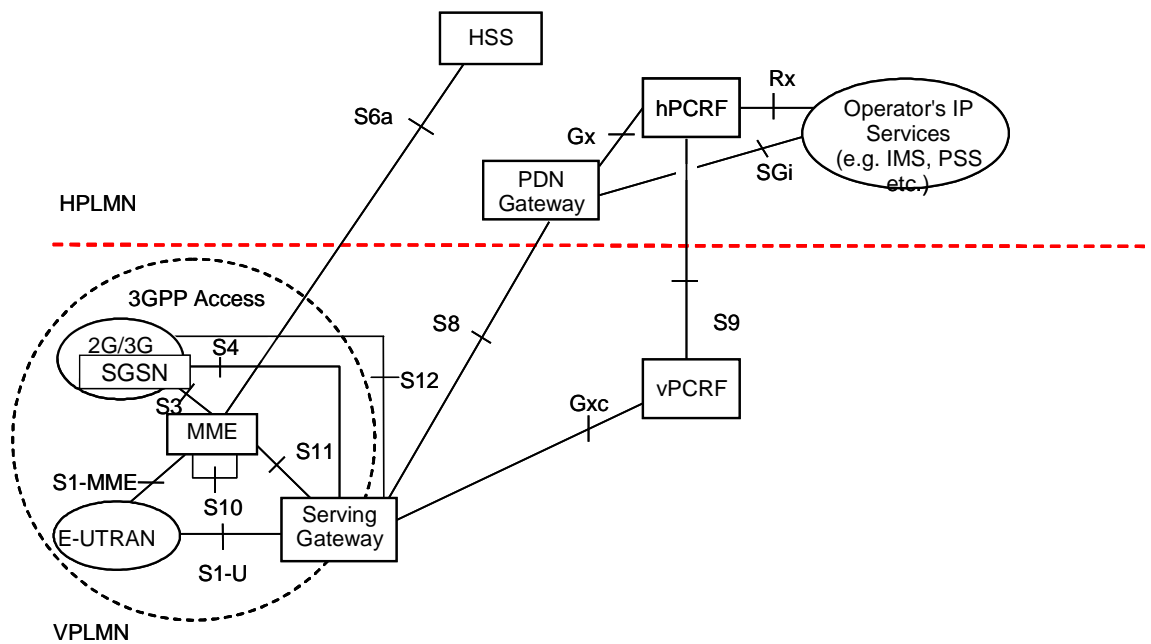 HSS
Rx
hPCRF
Operator's IP
Services
(e.g. IMS, PSS
etc.)
S6a
Gx
SGi
PDN
Gateway
HPLMN
3GPP Access
2G/3G
SGSN
S4
S8
S9
S12
vPCRF
S3
Gxc
MME
S11
S1-MME
S10
Serving
Gateway
E-UTRAN
S1-U
VPLMN